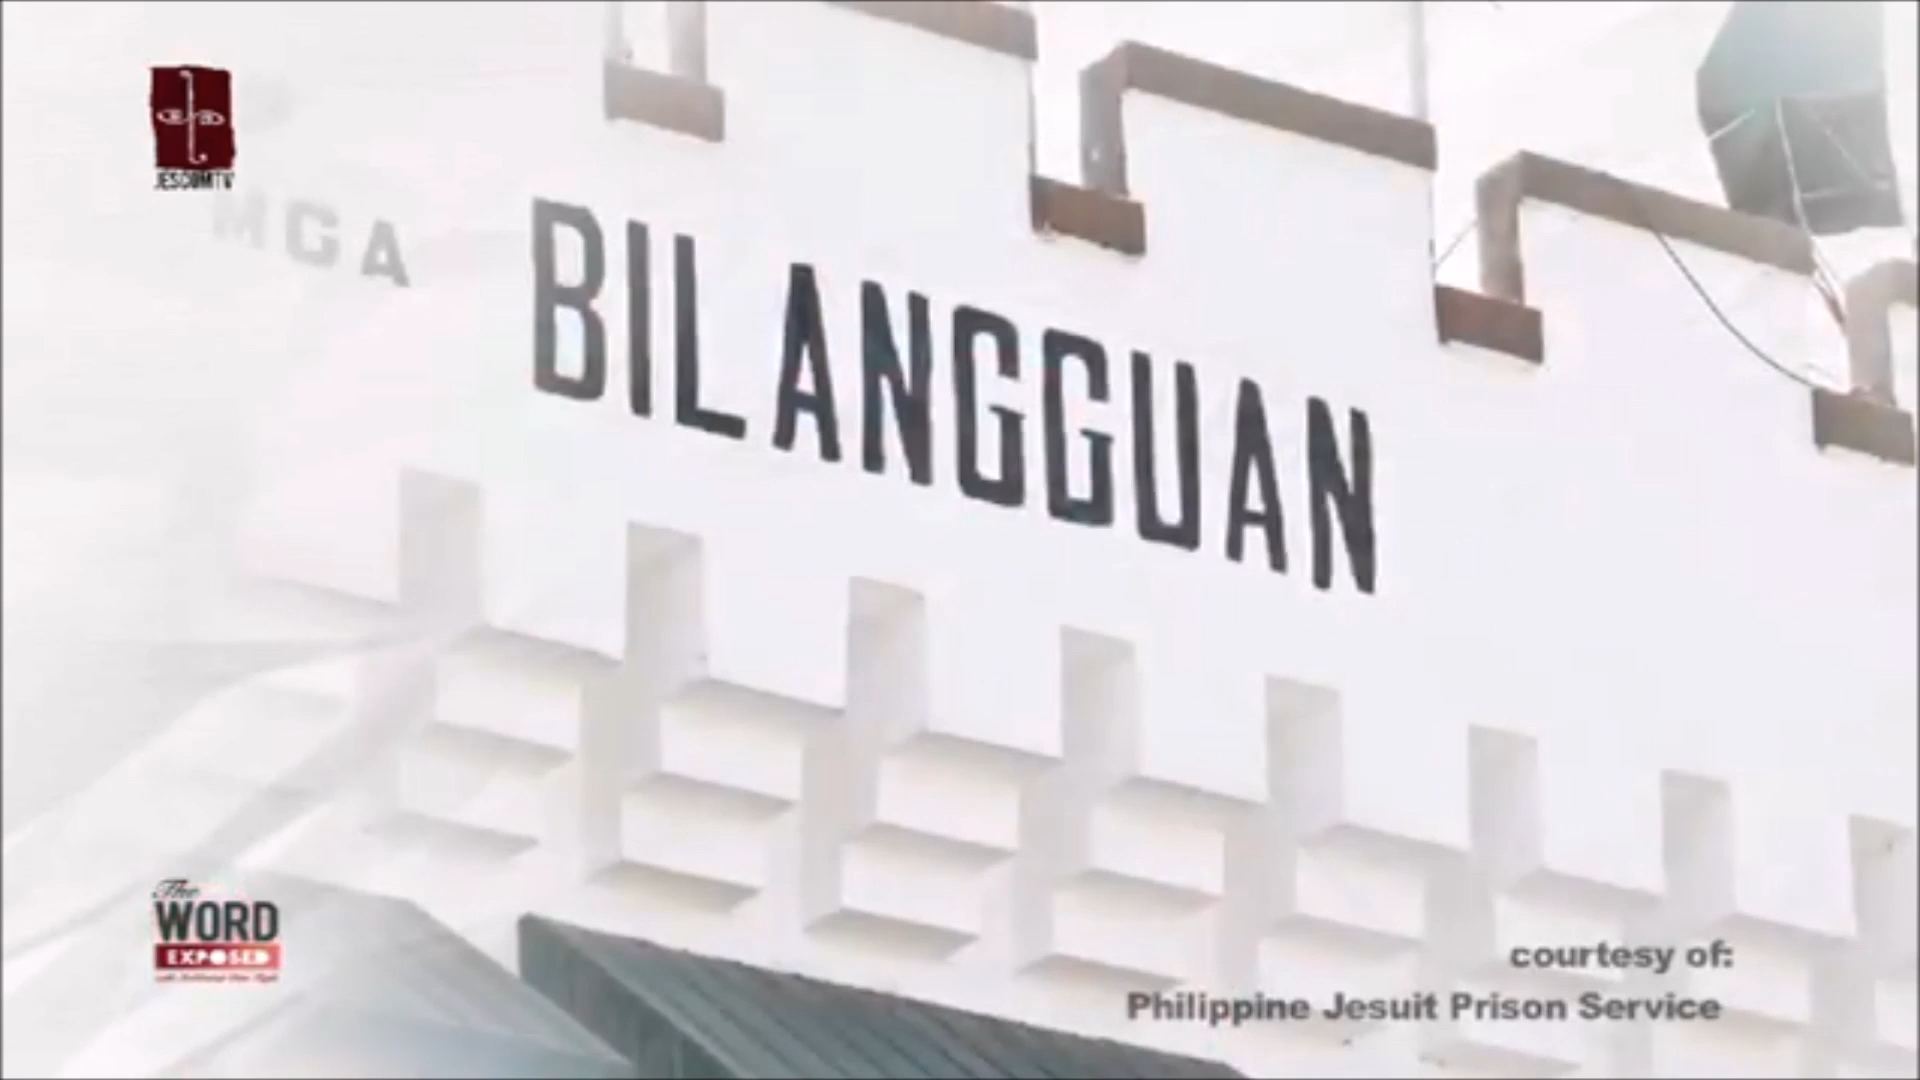 JESCOMTV
MGA
BILANGGUAN
The
WORD
EXPOSED
courtesy of:
Philippine Jesuit Prison Service